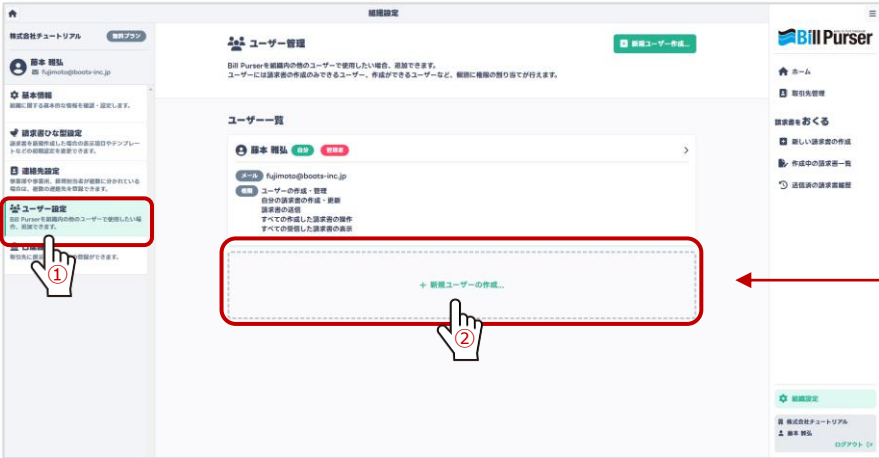 組織設定
株式会社チュートリアル
無料プラン
藤本 雅弘
fujimoto@boots-inc.jp
基本情報
組織に関する基本的な情報を確認・設定します。
請求書ひな型設定
請求書を新規作成した場合の表示項目やテンプレートなどの初期設定を変更できます。
連絡先設定
事業部や事業所、経理担当者が複数に分かれている場合は、複数の連絡先を登録できます。
ユーザー設定
Bill Purserを組織内の他のユーザーで使用したい場合、追加できます。
①
ユーザー管理
新規ユーザー作成...
Bill Purserを組織内の他のユーザーで使用したい場合、追加できます。
ユーザーには請求書の作成のみできるユーザー、作成ができるユーザーなど、個別に権限の割り当てが行えます。
ユーザー一覧
藤本 雅弘 自分 管理者
メール fujimoto@boots-inc.jp
権限 ユーザーの作成・管理
自分の請求書の作成・更新
請求書の送信
すべての作成した請求書の操作
すべての受信した請求書の表示
+ 新規ユーザーの作成...
②
Bill Purser
ホーム
取引先管理
請求書をおくる
新しい請求書の作成
作成中の請求書一覧
送信済の請求書履歴
組織設定
株式会社チュートリアル
藤本 雅弘
ログアウト